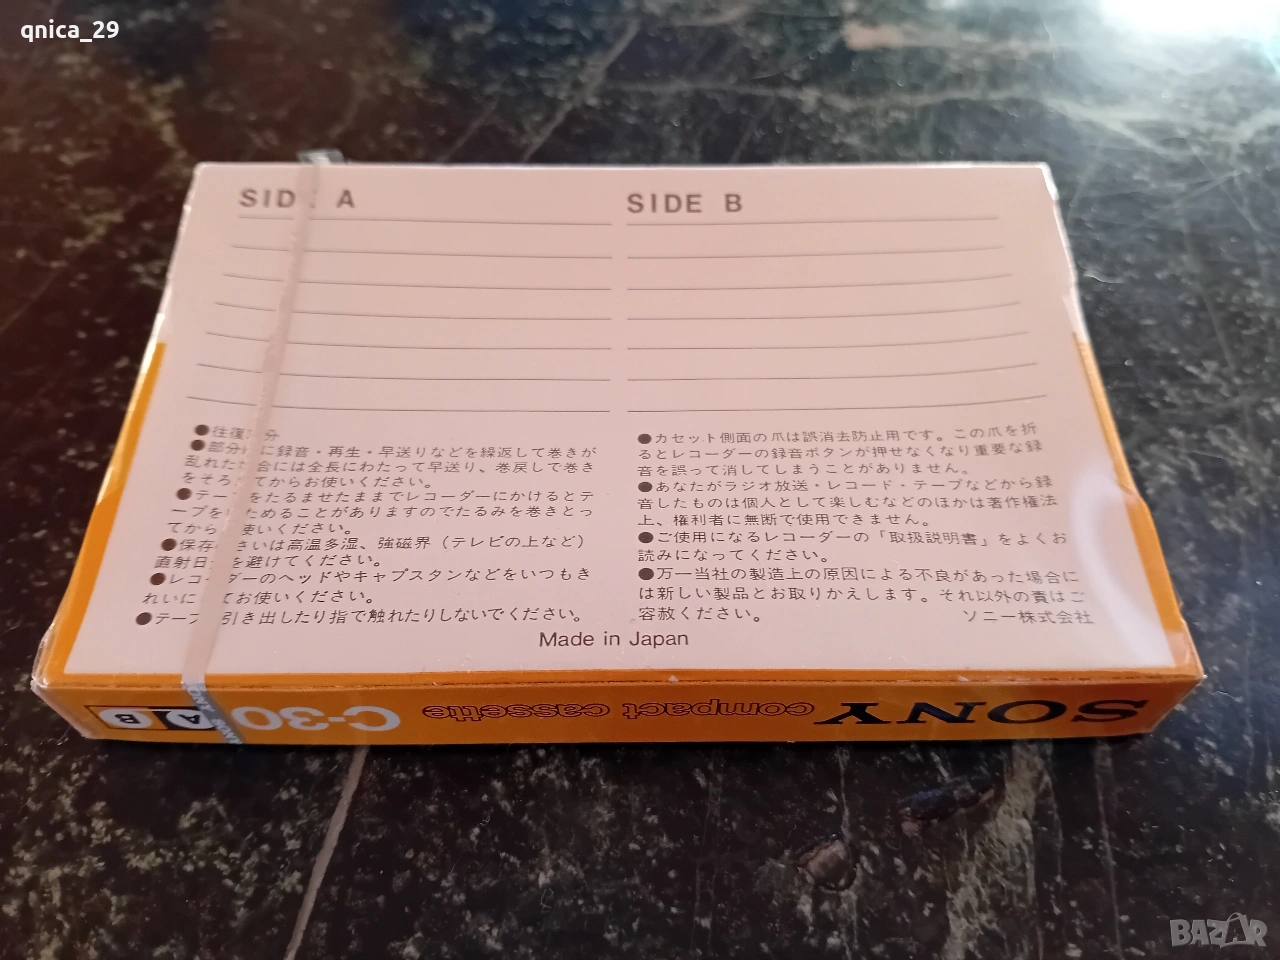 qnica_29
SIDE A
SIDE B
●往復 分
●部分 に録音・再生・早送りなどを繰返して巻きが
乱れた 合には全長にわたって早送り、巻戻しで巻き
をそろ てからお使いください。
●テープをたるませたままでレコーダーにかけるとテ
ープを ためることがありますのでたるみを巻きとっ
てから 使いください。
●保存 さいは高温多湿、強磁界（テレビの上など）
直射日 を避けてください。
●レコーダーのヘッドやキャプスタンなどをいつもき
れいに てお使いください。
●テープ 引き出したり指で触れたりしないでください。
●カセット側面の爪は誤消去防止用です。この爪を折
るとレコーダーの録音ボタンが押せなくなり重要な録
音を誤って消してしまうことがありません。
●あなたがラジオ放送・レコード・テープなどから録
音したものは個人として楽しむなどのほかは著作権法
上、権利者に無断で使用できません。
●ご使用になるレコーダーの「取扱説明書」をよくお
読みになってください。
●万一当社の製造上の原因による不良があった場合に
は新しい製品とお取りかえします。それ以外の責はご
容赦ください。
ソニー株式会社
Made in Japan
SONY compact cassette C-30 A B
BAZAR